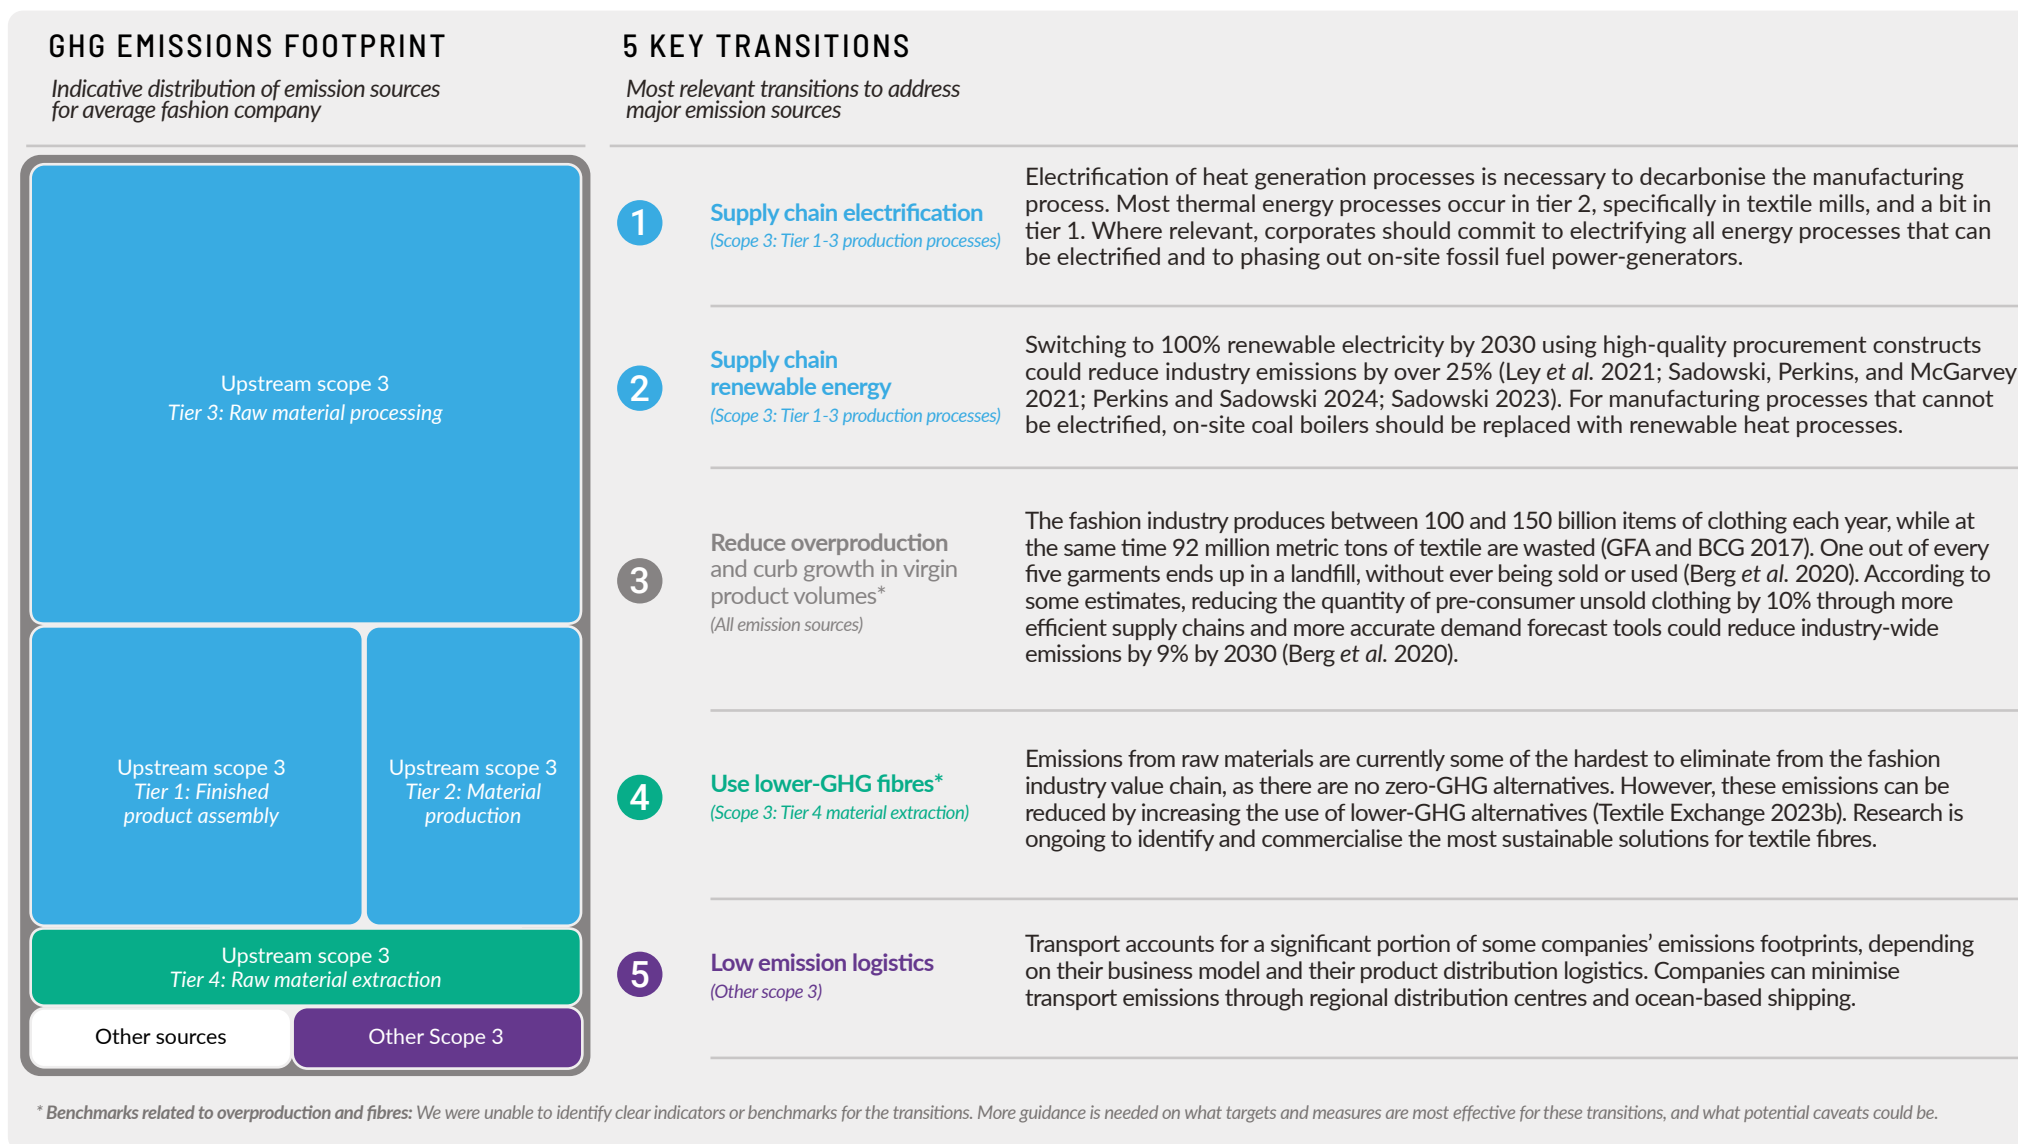 GHG EMISSIONS FOOTPRINT
Indicative distribution of emission sources
for average fashion company
5 KEY TRANSITIONS
Most relevant transitions to address
major emission sources
Upstream scope 3
Tier 3: Raw material processing
Upstream scope 3
Tier 1: Finished
product assembly
Upstream scope 3
Tier 2: Material
production
Upstream scope 3
Tier 4: Raw material extraction
Other sources
Other Scope 3
1
Supply chain electrification
(Scope 3: Tier 1-3 production processes)
Electrification of heat generation processes is necessary to decarbonise the manufacturing
process. Most thermal energy processes occur in tier 2, specifically in textile mills, and a bit in
tier 1. Where relevant, corporates should commit to electrifying all energy processes that can
be electrified and to phasing out on-site fossil fuel power-generators.
2
Supply chain
renewable energy
(Scope 3: Tier 1-3 production processes)
Switching to 100% renewable electricity by 2030 using high-quality procurement constructs
could reduce industry emissions by over 25% (Ley et al. 2021; Sadowski, Perkins, and McGarvey
2021; Perkins and Sadowski 2024; Sadowski 2023). For manufacturing processes that cannot
be electrified, on-site coal boilers should be replaced with renewable heat processes.
3
Reduce overproduction
and curb growth in virgin
product volumes*
(All emission sources)
The fashion industry produces between 100 and 150 billion items of clothing each year, while at
the same time 92 million metric tons of textile are wasted (GFA and BCG 2017). One out of every
five garments ends up in a landfill, without ever being sold or used (Berg et al. 2020). According to
some estimates, reducing the quantity of pre-consumer unsold clothing by 10% through more
efficient supply chains and more accurate demand forecast tools could reduce industry-wide
emissions by 9% by 2030 (Berg et al. 2020).
4
Use lower-GHG fibres*
(Scope 3: Tier 4 material extraction)
Emissions from raw materials are currently some of the hardest to eliminate from the fashion
industry value chain, as there are no zero-GHG alternatives. However, these emissions can be
reduced by increasing the use of lower-GHG alternatives (Textile Exchange 2023b). Research is
ongoing to identify and commercialise the most sustainable solutions for textile fibres.
5
Low emission logistics
(Other scope 3)
Transport accounts for a significant portion of some companies’ emissions footprints, depending
on their business model and their product distribution logistics. Companies can minimise
transport emissions through regional distribution centres and ocean-based shipping.
* Benchmarks related to overproduction and fibres: We were unable to identify clear indicators or benchmarks for the transitions. More guidance is needed on what targets and measures are most effective for these transitions, and what potential caveats could be.